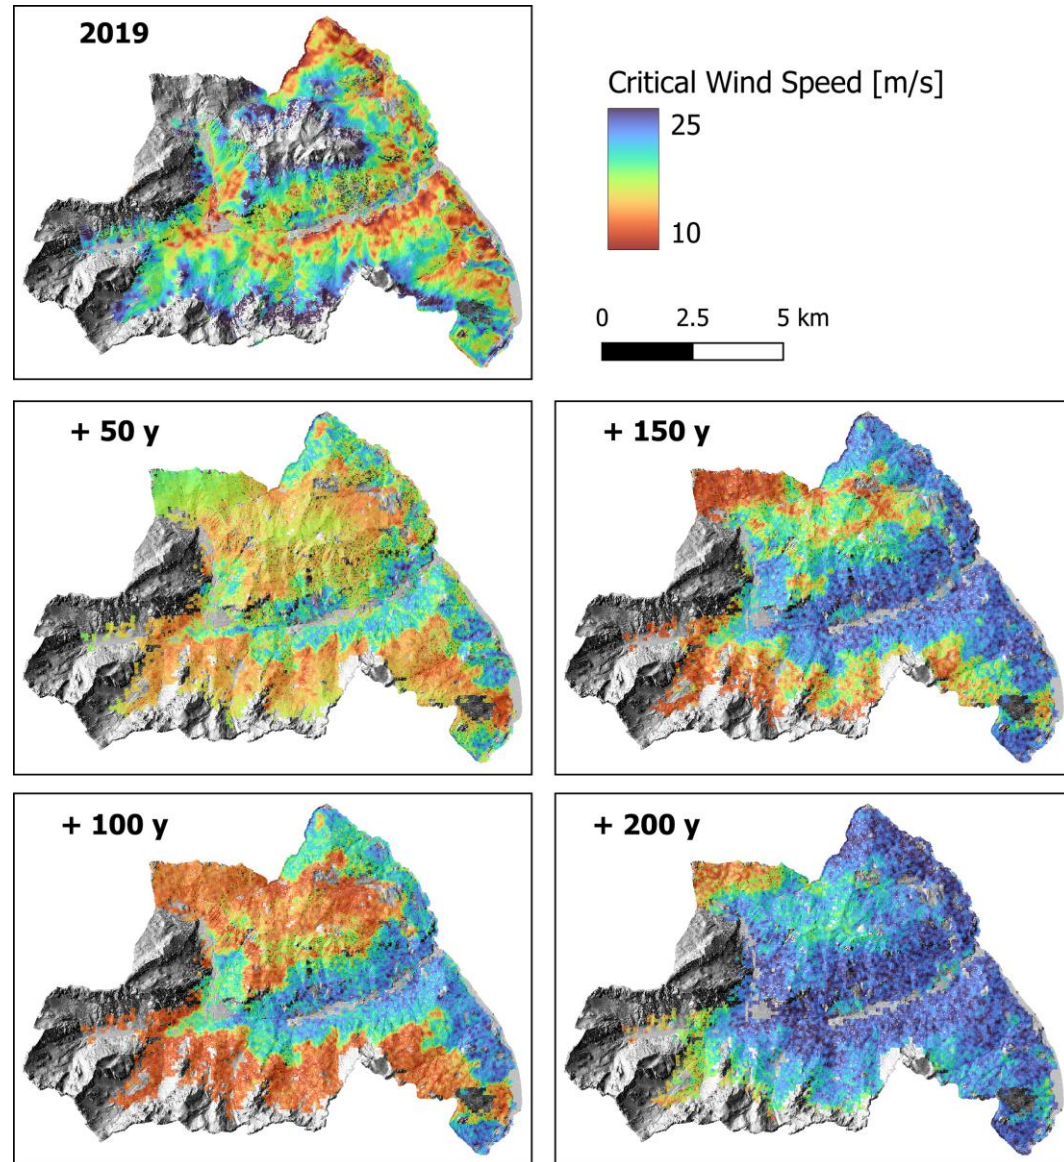 2019
Critical Wind Speed [m/s]
25
10
0 2.5 5 km
+ 50 y
+ 150 y
+ 100 y
+ 200 y